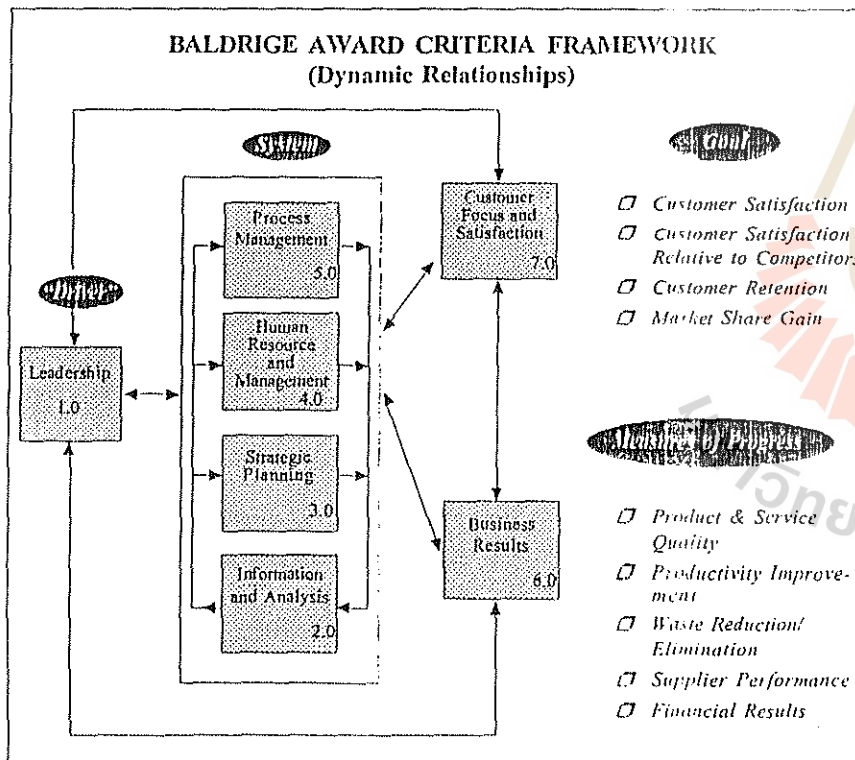 BALDRIGE AWARD CRITERIA FRAMEWORK
(Dynamic Relationships)
System
Goal
Customer
Focus and
Satisfaction
7.0
Process
Management
5.0
Customer Satisfaction
Customer Satisfaction
Relative to Competitors
Customer Retention
Market Share Gain
Driver
Leadership
1.0
Human
Resource
and
Management
4.0
Measures of Progress
Strategic
Planning
3.0
Business
Results
6.0
Information
and Analysis
2.0
Product & Service
Quality
Productivity Improve-
ment
Waste Reduction/
Elimination
Supplier Performance
Financial Results